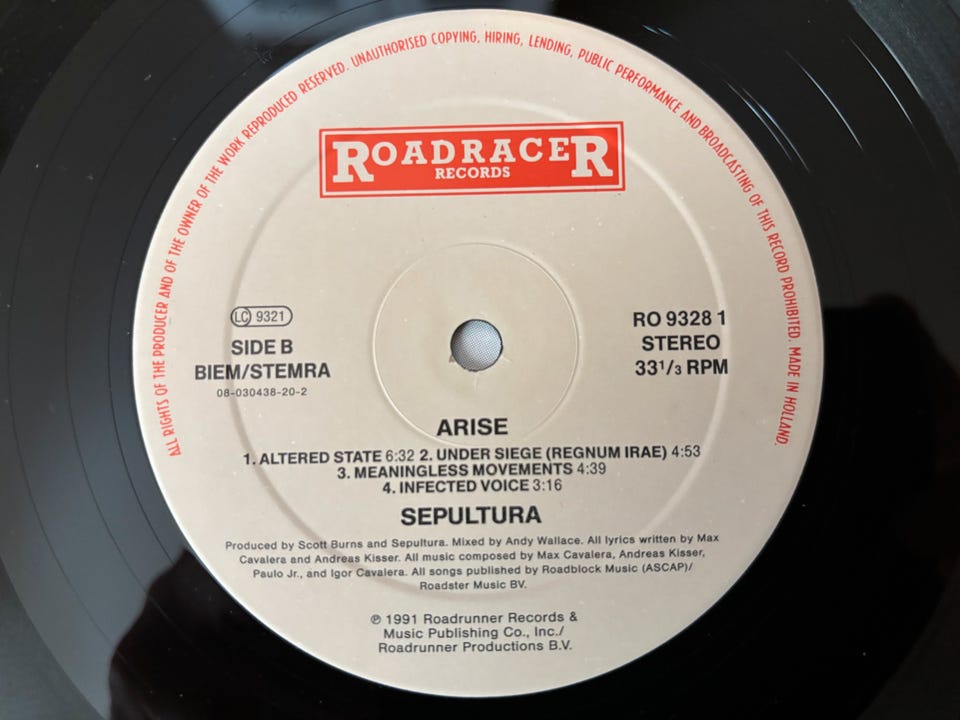 ALL RIGHTS OF THE PRODUCER AND OF THE OWNER OF THE WORK REPRODUCED RESERVED. UNAUTHORISED COPYING, HIRING, LENDING, PUBLIC PERFORMANCE AND BROADCASTING OF THIS RECORD PROHIBITED. MADE IN HOLLAND.
ROADRACER
RECORDS
LC 9321
SIDE B
BIEM/STEMRA
08-030438-20-2
RO 9328 1
STEREO
33 1/3 RPM
ARISE
1. ALTERED STATE 6:32 2. UNDER SIEGE (REGNUM IRAE) 4:53
3. MEANINGLESS MOVEMENTS 4:39
4. INFECTED VOICE 3:16
SEPULTURA
Produced by Scott Burns and Sepultura. Mixed by Andy Wallace. All lyrics written by Max
Cavalera and Andreas Kisser. All music composed by Max Cavalera, Andreas Kisser,
Paulo Jr., and Igor Cavalera. All songs published by Roadblock Music (ASCAP)/
Roadster Music BV.
℗ 1991 Roadrunner Records &
Music Publishing Co., Inc./
Roadrunner Productions B.V.